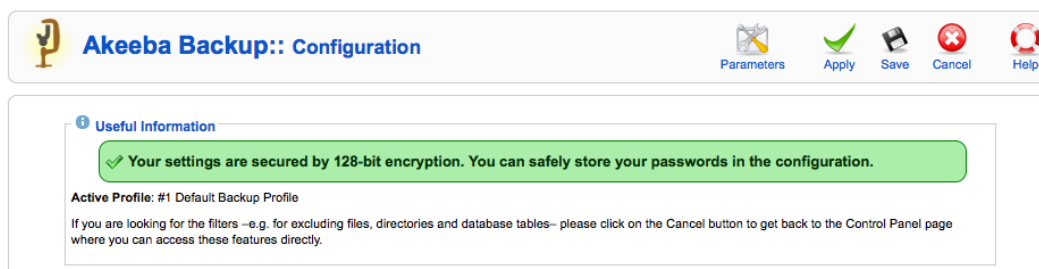 Akeeba Backup:: Configuration
Parameters
Apply
Save
Cancel
Help
Useful Information
Your settings are secured by 128-bit encryption. You can safely store your passwords in the configuration.
Active Profile: #1 Default Backup Profile
If you are looking for the filters –e.g. for excluding files, directories and database tables– please click on the Cancel button to get back to the Control Panel page
where you can access these features directly.